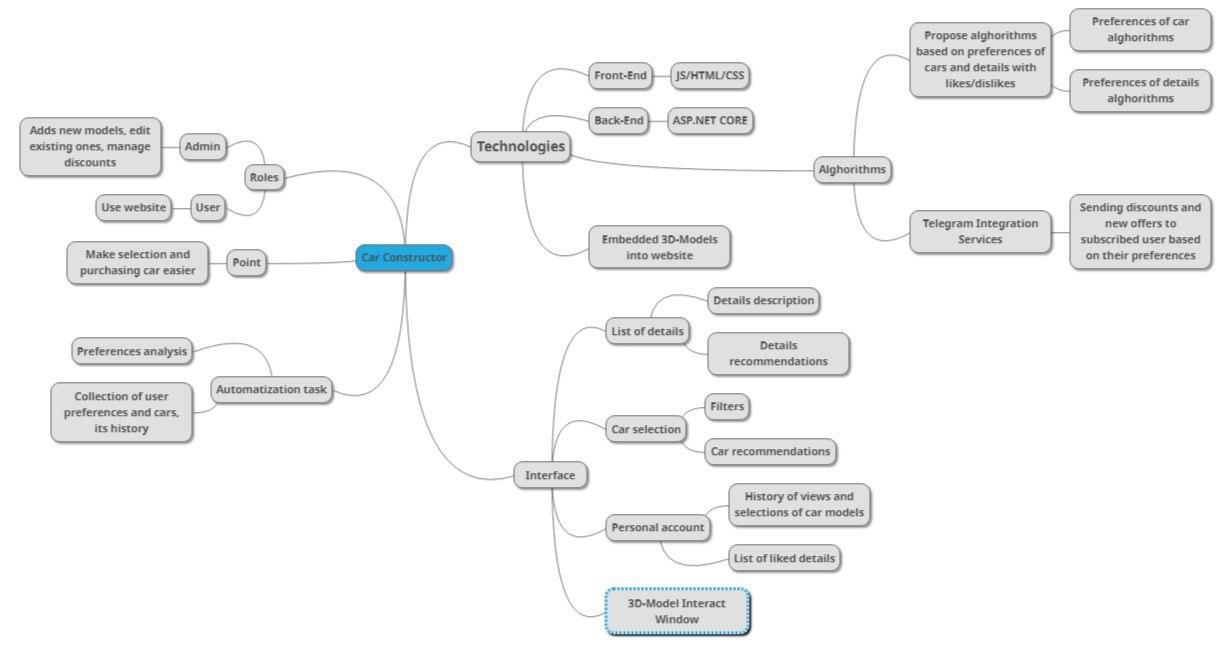 Car Constructor
Technologies
Front-End
JS/HTML/CSS
Back-End
ASP.NET CORE
Embedded 3D-Models
into website
Alghorithms
Propose alghorithms
based on preferences of
cars and details with
likes/dislikes
Preferences of car
alghorithms
Preferences of details
alghorithms
Telegram Integration
Services
Sending discounts and
new offers to
subscribed user based
on their preferences
Roles
Admin
Adds new models, edit
existing ones, manage
discounts
User
Use website
Point
Make selection and
purchasing car easier
Automatization task
Preferences analysis
Collection of user
preferences and cars,
its history
Interface
List of details
Details description
Details
recommendations
Car selection
Filters
Car recommendations
Personal account
History of views and
selections of car models
List of liked details
3D-Model Interact
Window